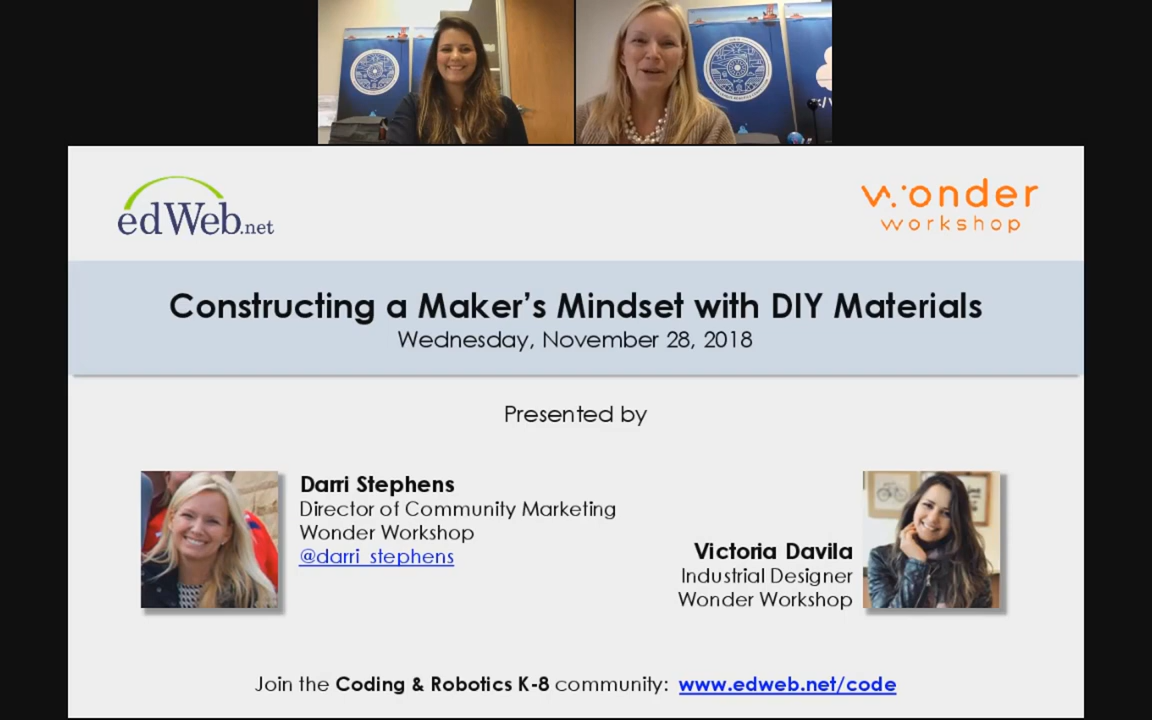 edWeb.net
wonder
workshop
Constructing a Maker's Mindset with DIY Materials
Wednesday, November 28, 2018
Presented by
Darri Stephens
Director of Community Marketing
Wonder Workshop
@darri_stephens
Victoria Davila
Industrial Designer
Wonder Workshop
Join the Coding & Robotics K-8 community: www.edweb.net/code